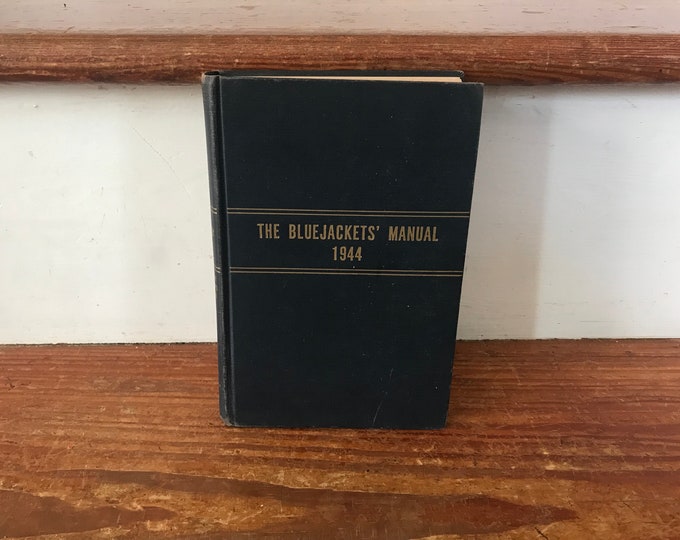 THE BLUEJACKETS' MANUAL
1944